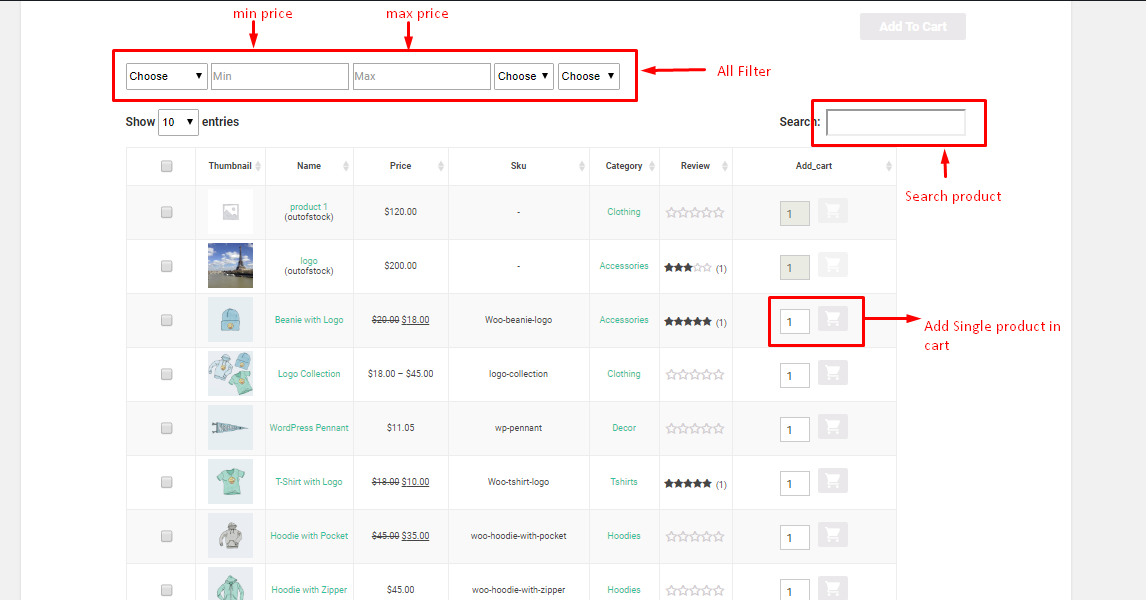 min price max price
Add To Cart
Choose Min Max Choose Choose
All Filter
Show 10 entries Search:
Thumbnail Name Price Sku Category Review Add_cart
Search product
product 1 $120.00 - Clothing 1
(outofstock)
logo $200.00 - Accessories (1) 1
(outofstock)
Beanie with Logo $20.00 $18.00 Woo-beanie-logo Accessories (1) 1
Add Single product in
cart
Logo Collection $18.00 – $45.00 logo-collection Clothing 1
WordPress Pennant $11.05 wp-pennant Decor 1
T-Shirt with Logo $18.00 $10.00 Woo-tshirt-logo Tshirts (1) 1
Hoodie with Pocket $45.00 $35.00 woo-hoodie-with-pocket Hoodies 1
Hoodie with Zipper $45.00 woo-hoodie-with-zipper Hoodies 1